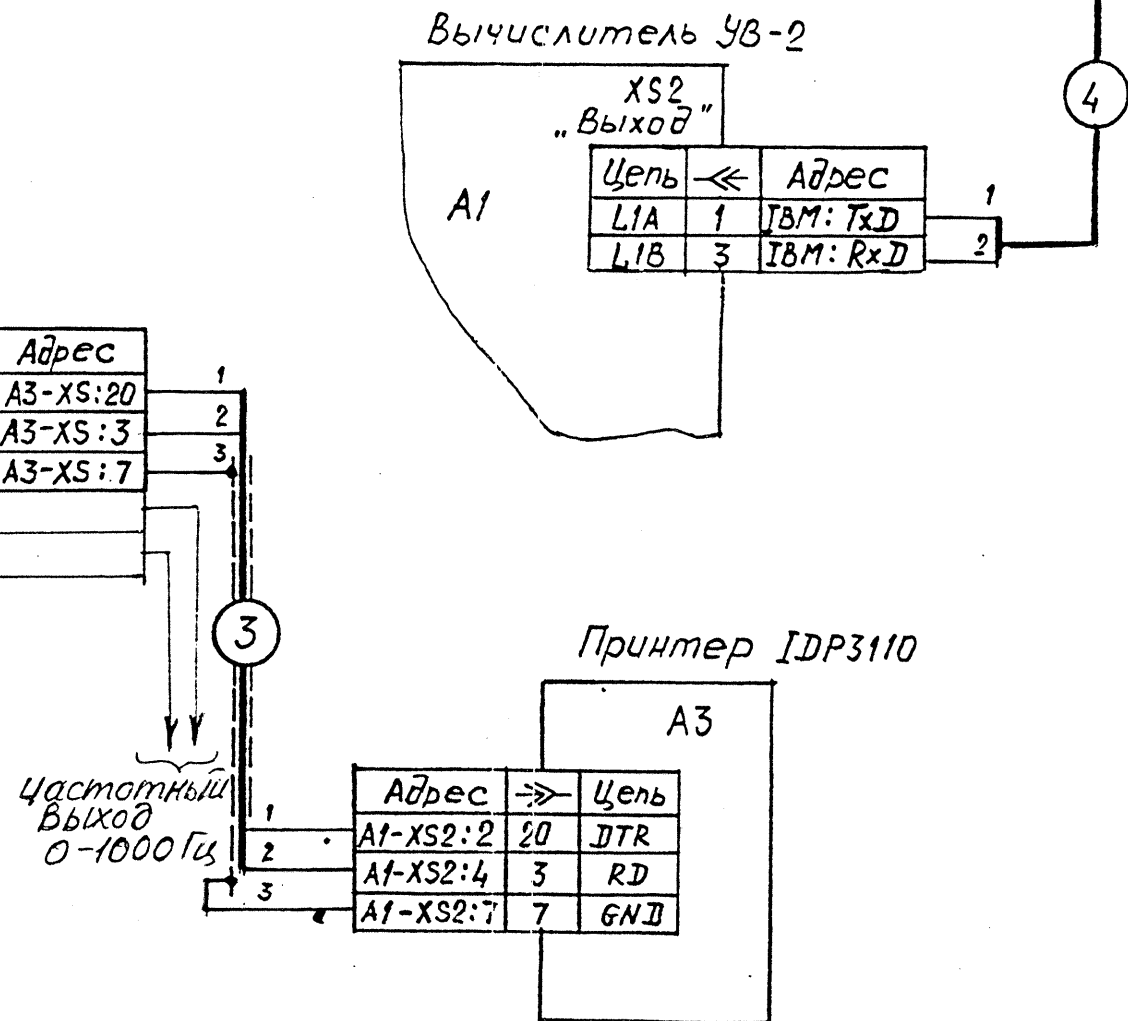 Вычислитель УВ-2
4
XS2
„Выход”
A1
Цепь Адрес
L1A 1 IBM: TxD 1
L1B 3 IBM: RxD 2
Адрес
A3-XS:20 1
A3-XS:3 2
A3-XS:7 3
3
Частотный
выход
0-1000 Гц
Принтер IDP3110
A3
Адрес Цепь
1 A1-XS2:2 20 DTR
2 A1-XS2:4 3 RD
3 A1-XS2:7 7 GND